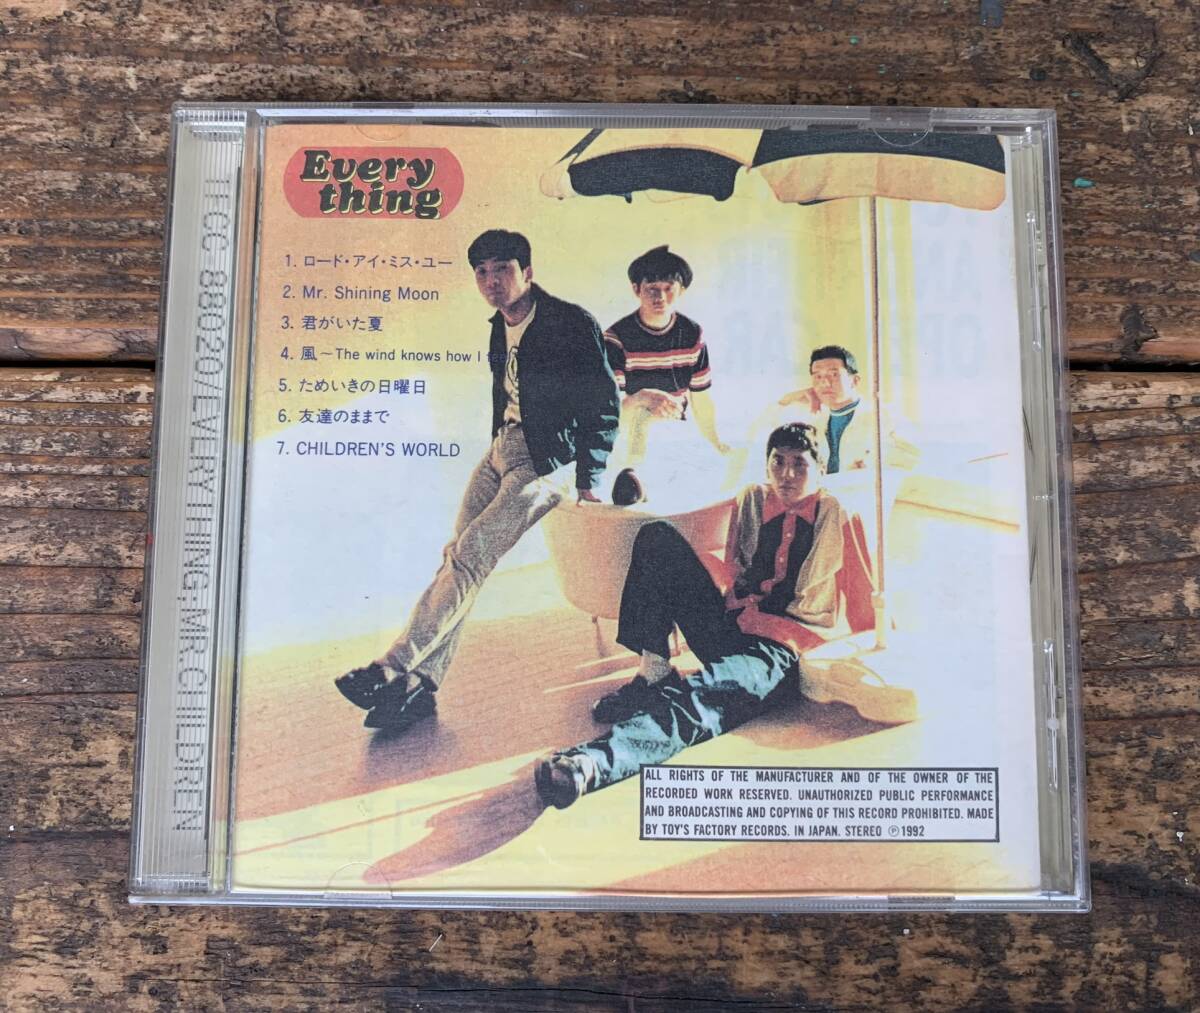 Every
thing
1. ロード・アイ・ミス・ユー
2. Mr. Shining Moon
3. 君がいた夏
4. 風〜The wind knows how I feel
5. ためいきの日曜日
6. 友達のままで
7. CHILDREN'S WORLD
ALL RIGHTS OF THE MANUFACTURER AND OF THE OWNER OF THE
RECORDED WORK RESERVED. UNAUTHORIZED PUBLIC PERFORMANCE
AND BROADCASTING AND COPYING OF THIS RECORD PROHIBITED. MADE
BY TOY'S FACTORY RECORDS. IN JAPAN. STEREO Ⓟ1992
TFCC-88020/EVERYTHING;MR.CHILDREN